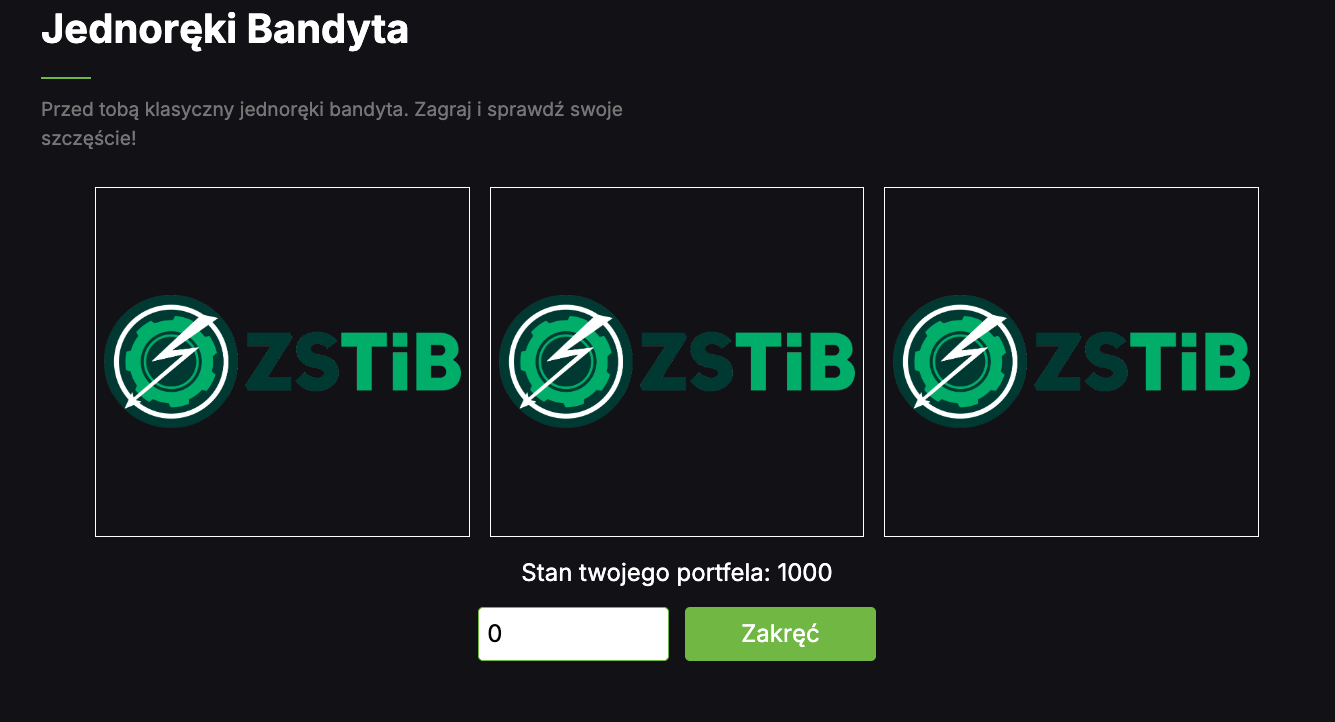 Jednoręki Bandyta
Przed tobą klasyczny jednoręki bandyta. Zagraj i sprawdź swoje
szczęście!
ZSTiB ZSTiB ZSTiB
Stan twojego portfela: 1000
0 Zakręć